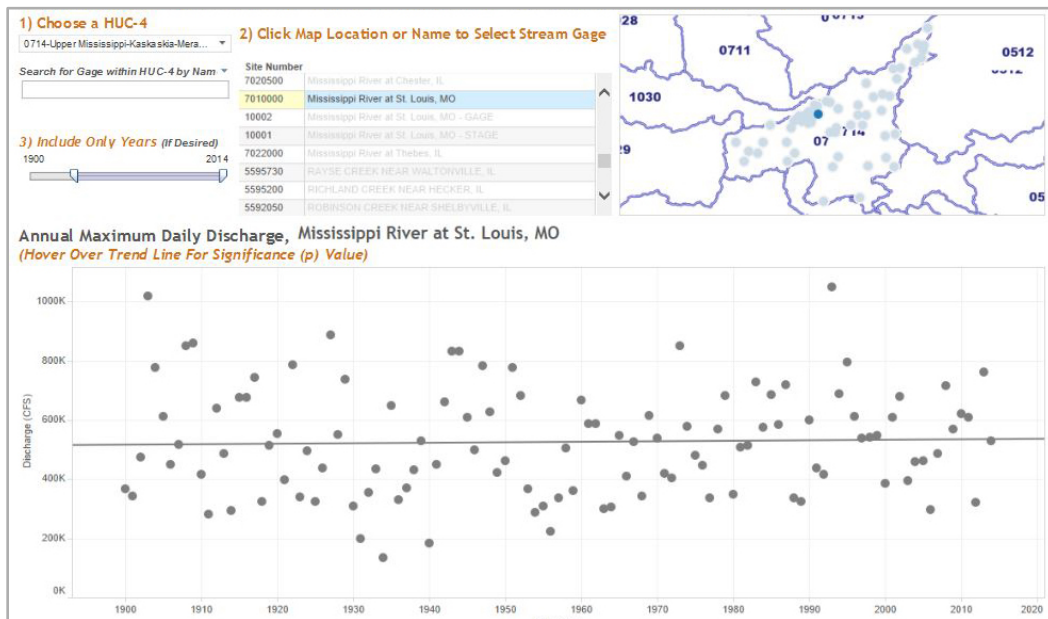 1) Choose a HUC-4
0714-Upper Mississippi-Kaskaskia-Mera...
Search for Gage within HUC-4 by Nam
3) Include Only Years (If Desired)
1900 2014
2) Click Map Location or Name to Select Stream Gage
Site Number
7020500 Mississippi River at Chester, IL
7010000 Mississippi River at St. Louis, MO
10002 Mississippi River at St. Louis, MO - GAGE
10001 Mississippi River at St. Louis, MO - STAGE
7022000 Mississippi River at Thebes, IL
5595730 RAYSE CREEK NEAR WALTONVILLE, IL
5595200 RICHLAND CREEK NEAR HECKER, IL
5592050 ROBINSON CREEK NEAR SHELBYVILLE, IL
028
0711
0512
1030
29
07 14
05
Annual Maximum Daily Discharge, Mississippi River at St. Louis, MO
(Hover Over Trend Line For Significance (p) Value)
Discharge (CFS)
1000K
800K
600K
400K
200K
0K
1900 1910 1920 1930 1940 1950 1960 1970 1980 1990 2000 2010 2020